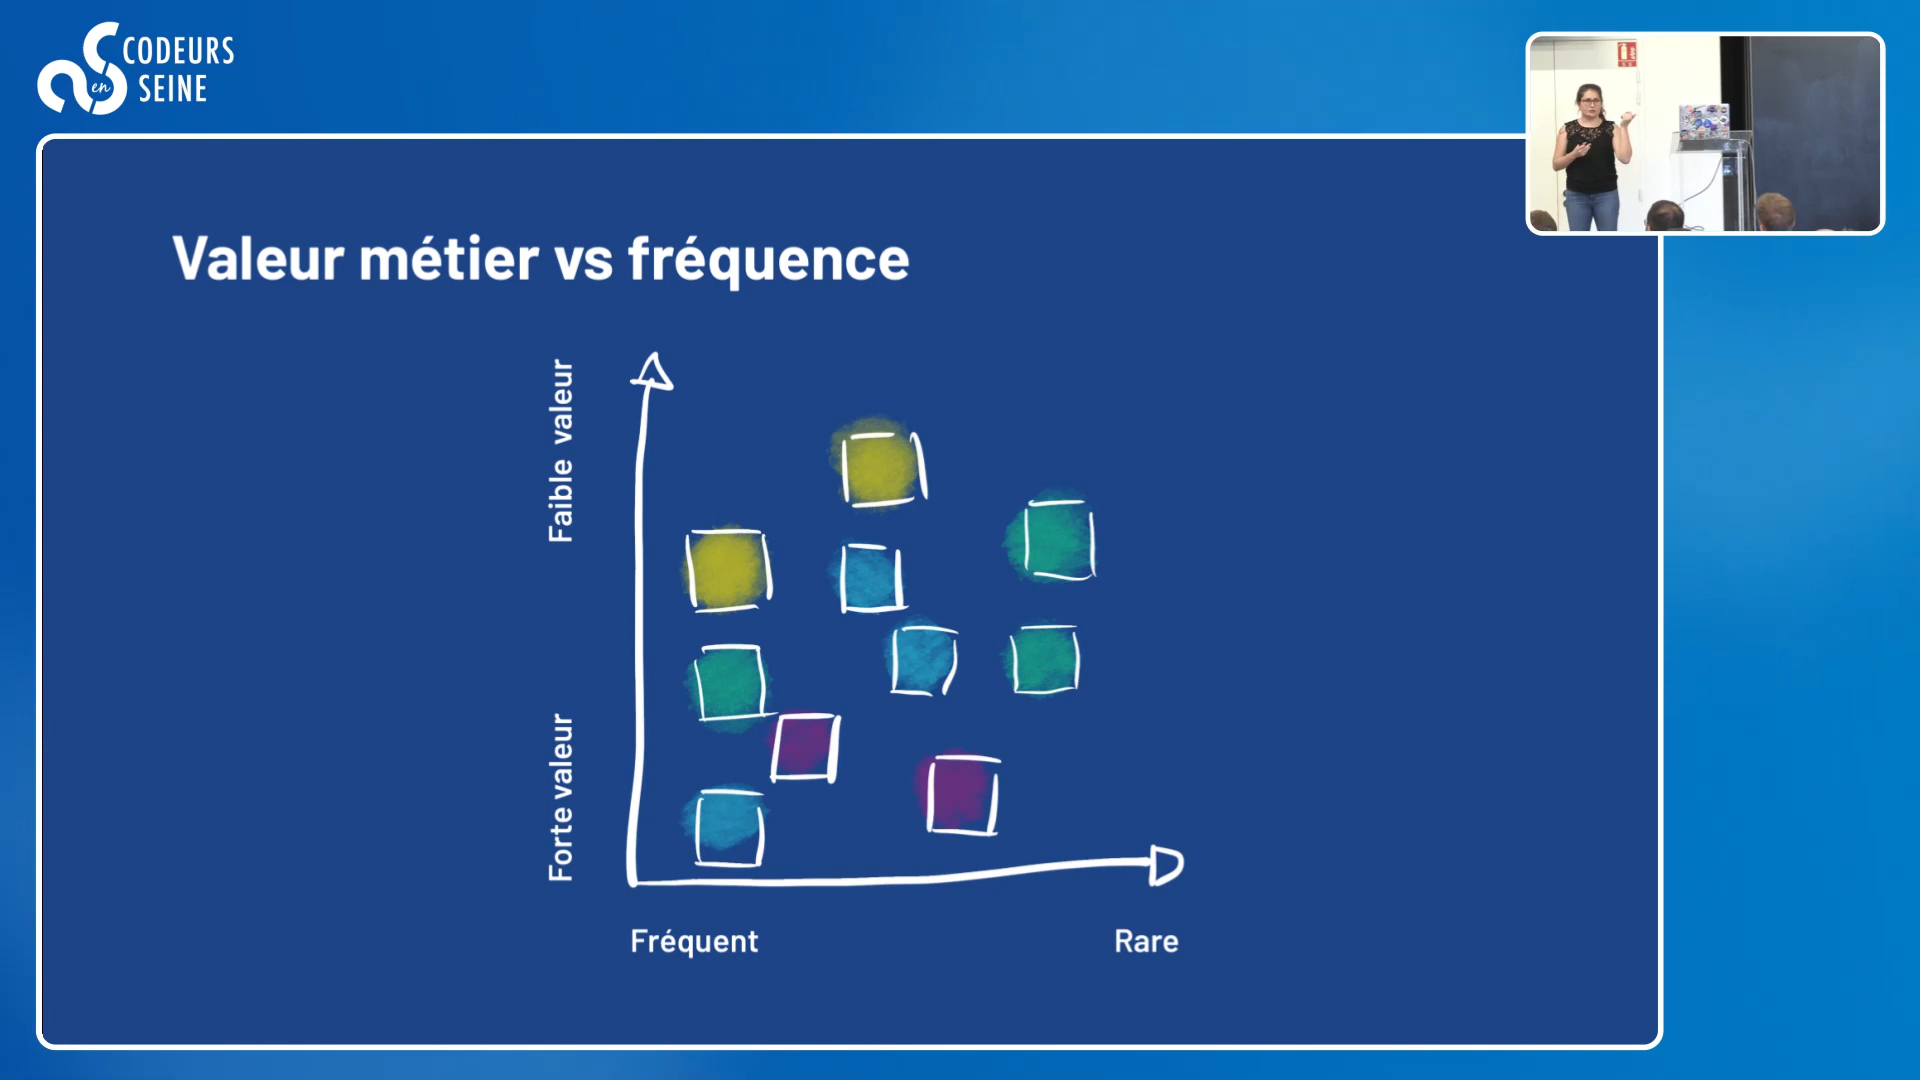 CODEURS
en
SEINE
Valeur métier vs fréquence
Faible valeur
Forte valeur
Fréquent
Rare